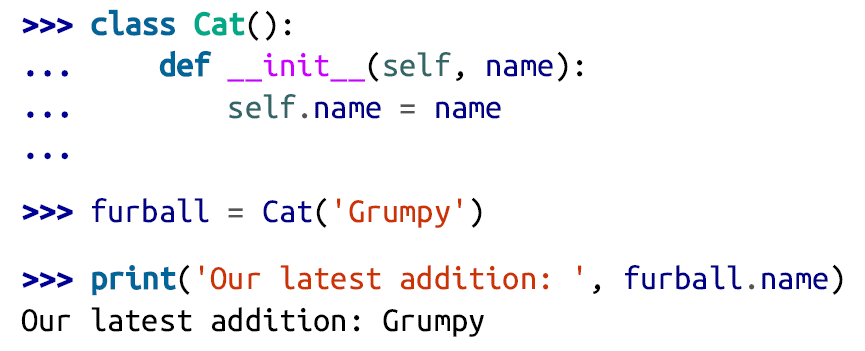 >>> class Cat():
...     def __init__(self, name):
...         self.name = name
...
>>> furball = Cat('Grumpy')
>>> print('Our latest addition: ', furball.name)
Our latest addition: Grumpy